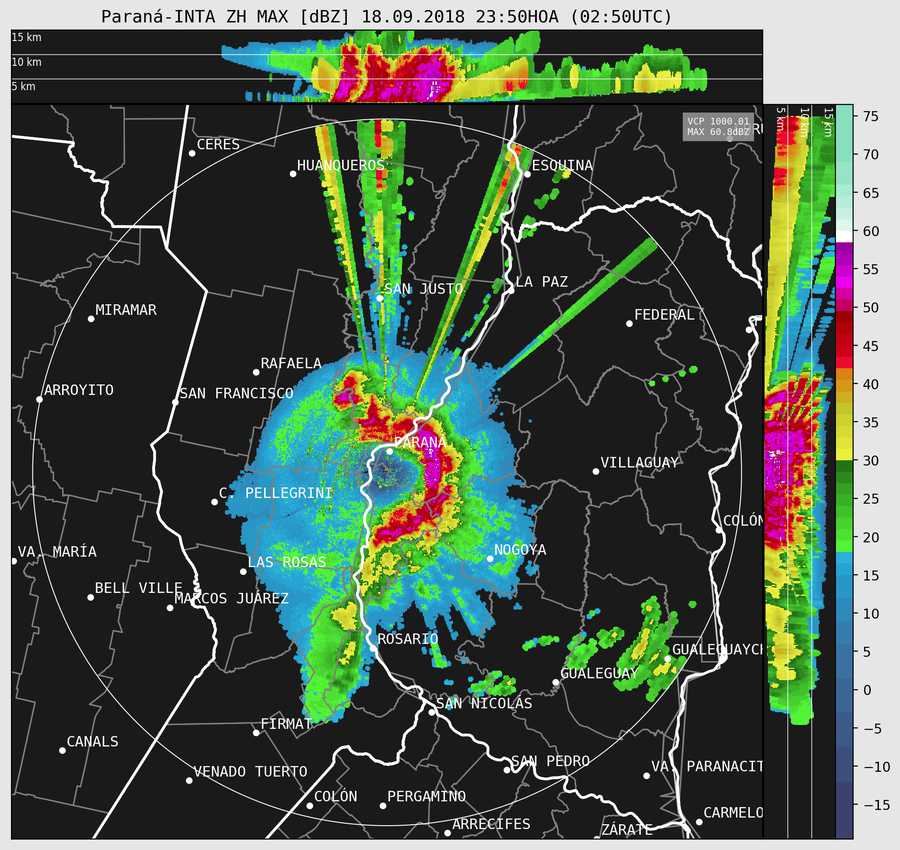 Paraná-INTA ZH MAX [dBZ] 18.09.2018 23:50HOA (02:50UTC)
15 km
10 km
5 km
VCP 1000.01
MAX 60.8dBZ
5 km
10 km
15 km
CERES
HUANQUEROS
ESQUINA
SAN JUSTO
LA PAZ
MIRAMAR
FEDERAL
RAFAELA
ARROYITO
SAN FRANCISCO
PARANÁ
VILLAGUAY
C. PELLEGRINI
COLÓN
VA. MARÍA
NOGOYA
LAS ROSAS
BELL VILLE
MARCOS JUÁREZ
ROSARIO
GUALEGUAYCH
GUALEGUAY
SAN NICOLÁS
FIRMAT
CANALS
SAN PEDRO
VA. PARANACIT
VENADO TUERTO
COLÓN
PERGAMINO
CARMELO
ARRECIFES
ZÁRATE
75
70
65
60
55
50
45
40
35
30
25
20
15
10
5
0
−5
−10
−15